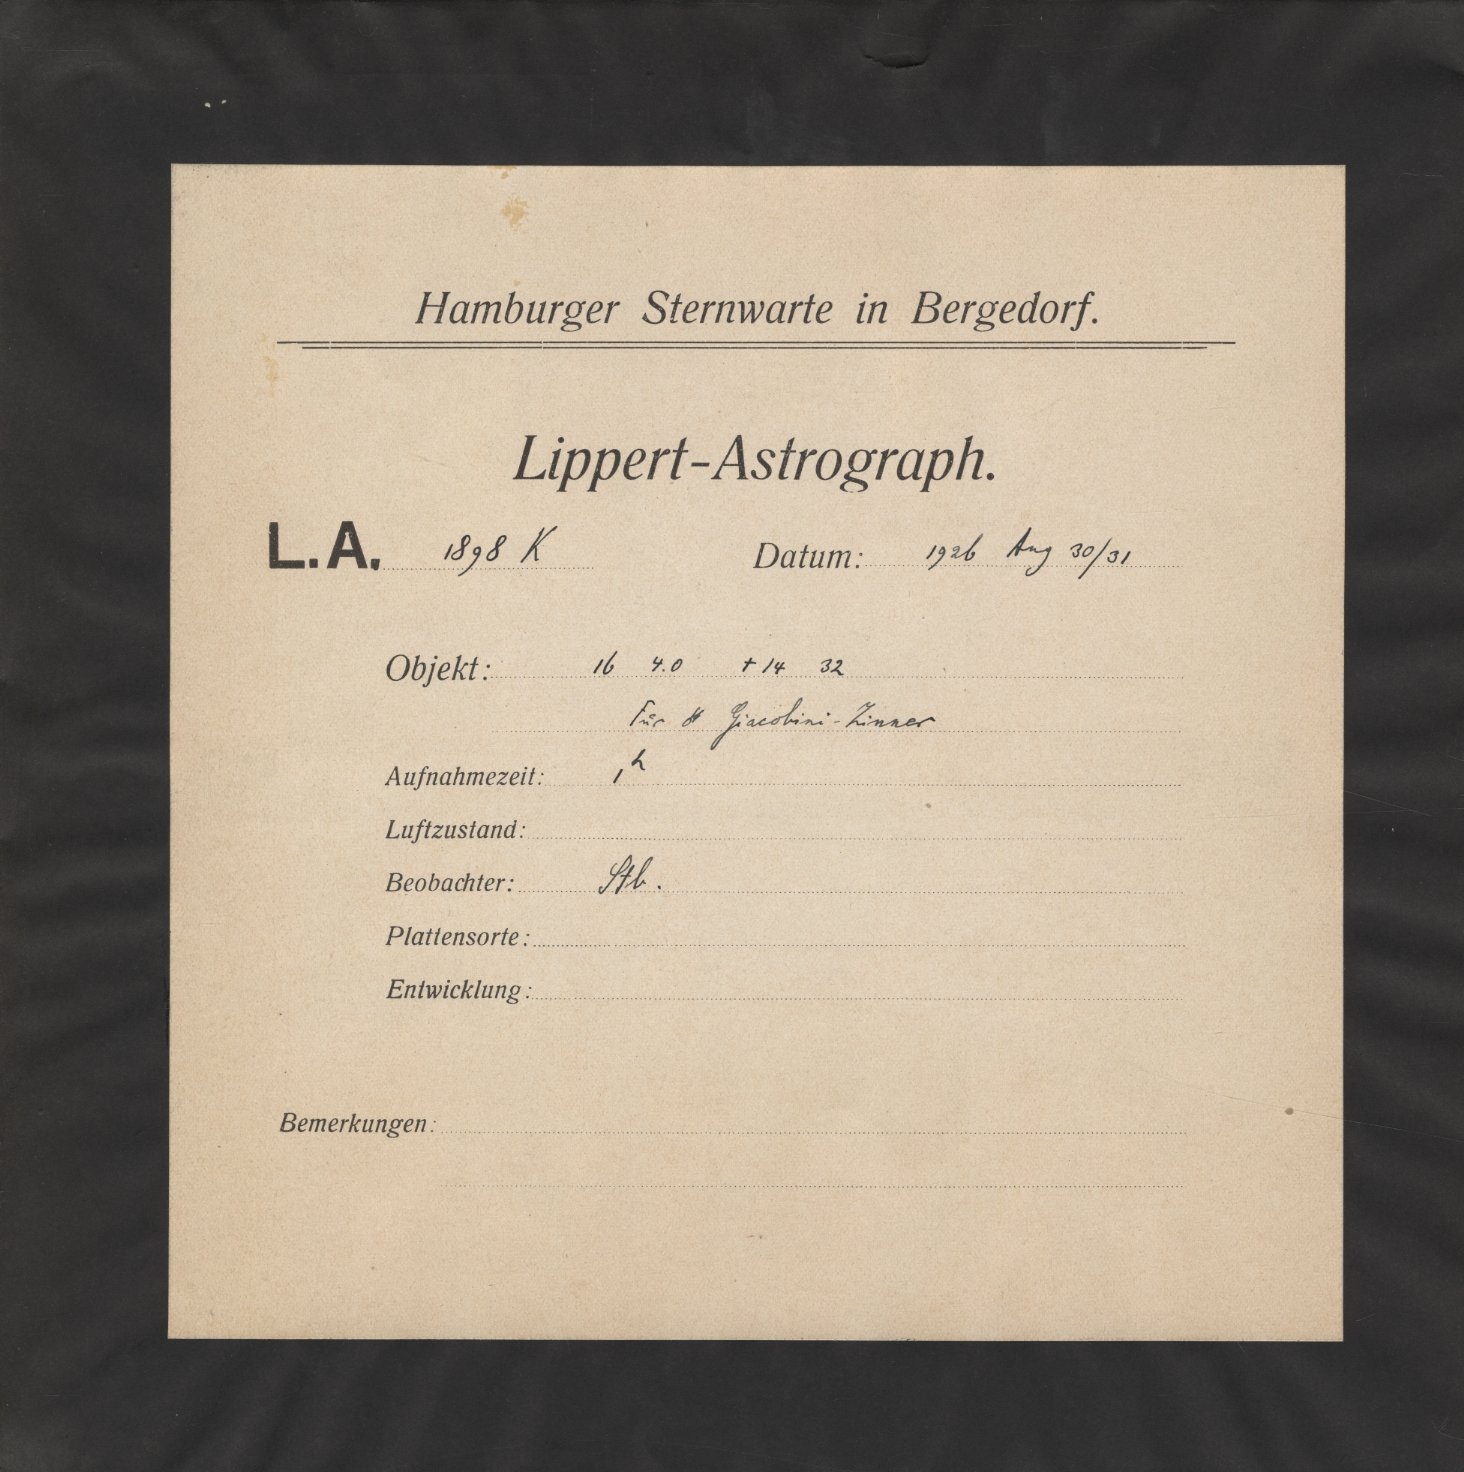 Hamburger Sternwarte in Bergedorf.
Lippert-Astrograph.
L.A. 1898 K Datum: 1926 Aug 30/31
Objekt: 16 4.0 +14 32
Für Giacobini-Zinner
Aufnahmezeit: 1h
Luftzustand:
Beobachter: Stb.
Plattensorte:
Entwicklung:
Bemerkungen: